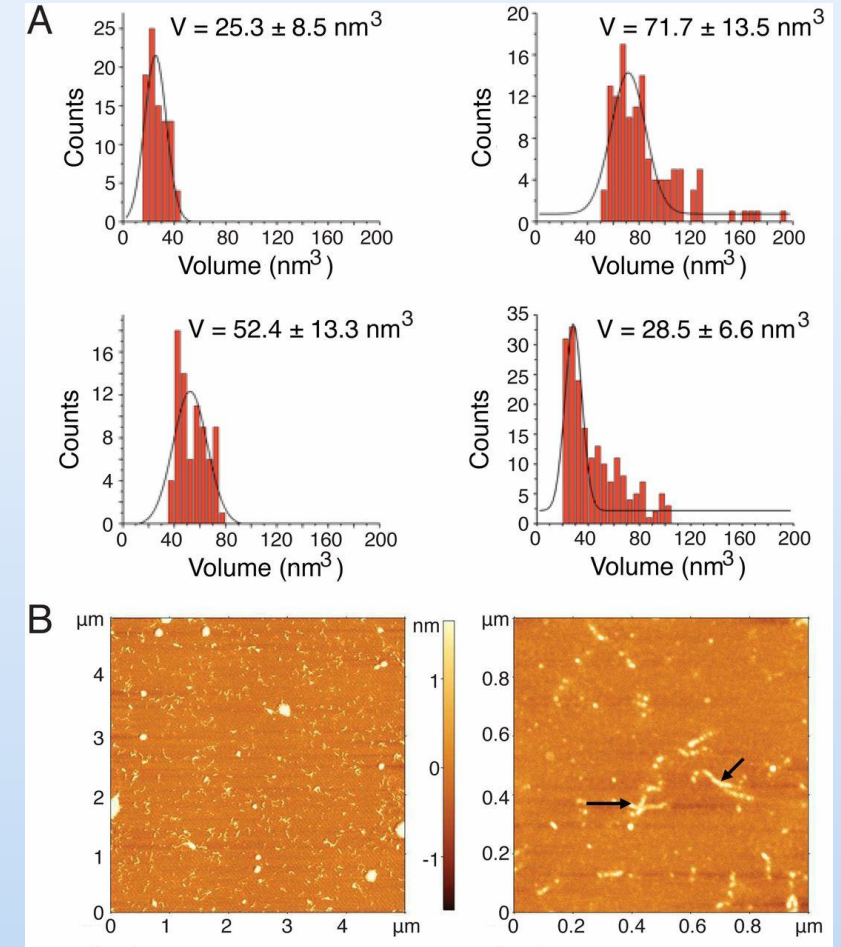 A
V = 25.3 ± 8.5 nm3
25
20
15
10
5
0
Counts
0 40 80 120 160 200
Volume (nm3)
V = 71.7 ± 13.5 nm3
20
16
12
8
4
0
Counts
0 40 80 120 160 200
Volume (nm3)
V = 52.4 ± 13.3 nm3
16
12
8
4
0
Counts
0 40 80 120 160 200
Volume (nm3)
V = 28.5 ± 6.6 nm3
35
30
25
20
15
10
5
0
Counts
0 40 80 120 160 200
Volume (nm3)
B
µm
4
3
2
1
0
0 1 2 3 4 µm
nm
1
0
-1
µm
0.8
0.6
0.4
0.2
0
0 0.2 0.4 0.6 0.8 µm